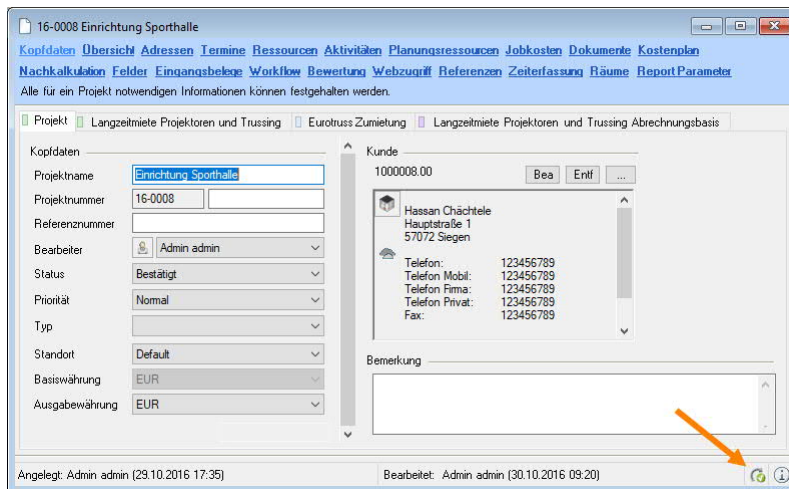 16-0008 Einrichtung Sporthalle
Kopfdaten Übersicht Adressen Termine Ressourcen Aktivitäten Planungsressourcen Jobkosten Dokumente Kostenplan
Nachkalkulation Felder Eingangsbelege Workflow Bewertung Webzugriff Referenzen Zeiterfassung Räume Report Parameter
Alle für ein Projekt notwendigen Informationen können festgehalten werden.
Projekt Langzeitmiete Projektoren und Trussing Eurotruss Zumietung Langzeitmiete Projektoren und Trussing Abrechnungsbasis
Kopfdaten
Projektname Einrichtung Sporthalle
Projektnummer 16-0008
Referenznummer
Bearbeiter Admin admin
Status Bestätigt
Priorität Normal
Typ
Standort Default
Basiswährung EUR
Ausgabewährung EUR
Kunde
1000008.00 Bea Entf ...
Hassan Chächtele
Hauptstraße 1
57072 Siegen
Telefon: 123456789
Telefon Mobil: 123456789
Telefon Firma: 123456789
Telefon Privat: 123456789
Fax: 123456789
Bemerkung
Angelegt: Admin admin (29.10.2016 17:35) Bearbeitet: Admin admin (30.10.2016 09:20)